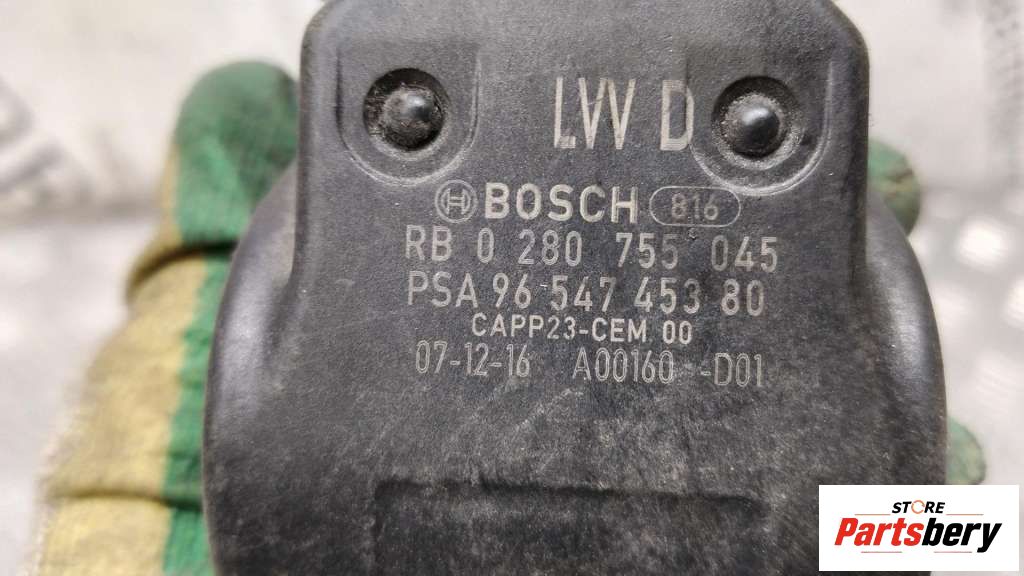 LWV D
BOSCH 816
RB 0 280 755 045
PSA 96 547 453 80
CAPP23-CEM 00
07-12-16 A00160 -D01
STORE
Partsbery